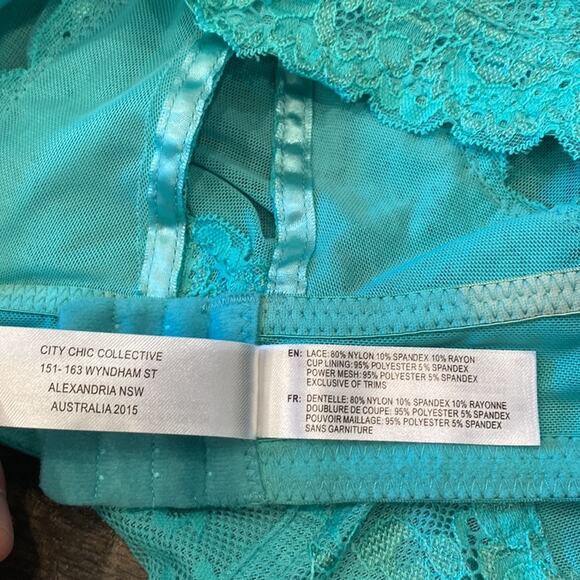 CITY CHIC COLLECTIVE
151- 163 WYNDHAM ST
ALEXANDRIA NSW
AUSTRALIA 2015
EN: LACE: 80% NYLON 10% SPANDEX 10% RAYON
CUP LINING: 95% POLYESTER 5% SPANDEX
POWER MESH: 95% POLYESTER 5% SPANDEX
EXCLUSIVE OF TRIMS
FR: DENTELLE: 80% NYLON 10% SPANDEX 10% RAYONNE
DOUBLURE DE COUPE: 95% POLYESTER 5% SPANDEX
POUVOIR MAILLAGE: 95% POLYESTER 5% SPANDEX
SANS GARNITURE